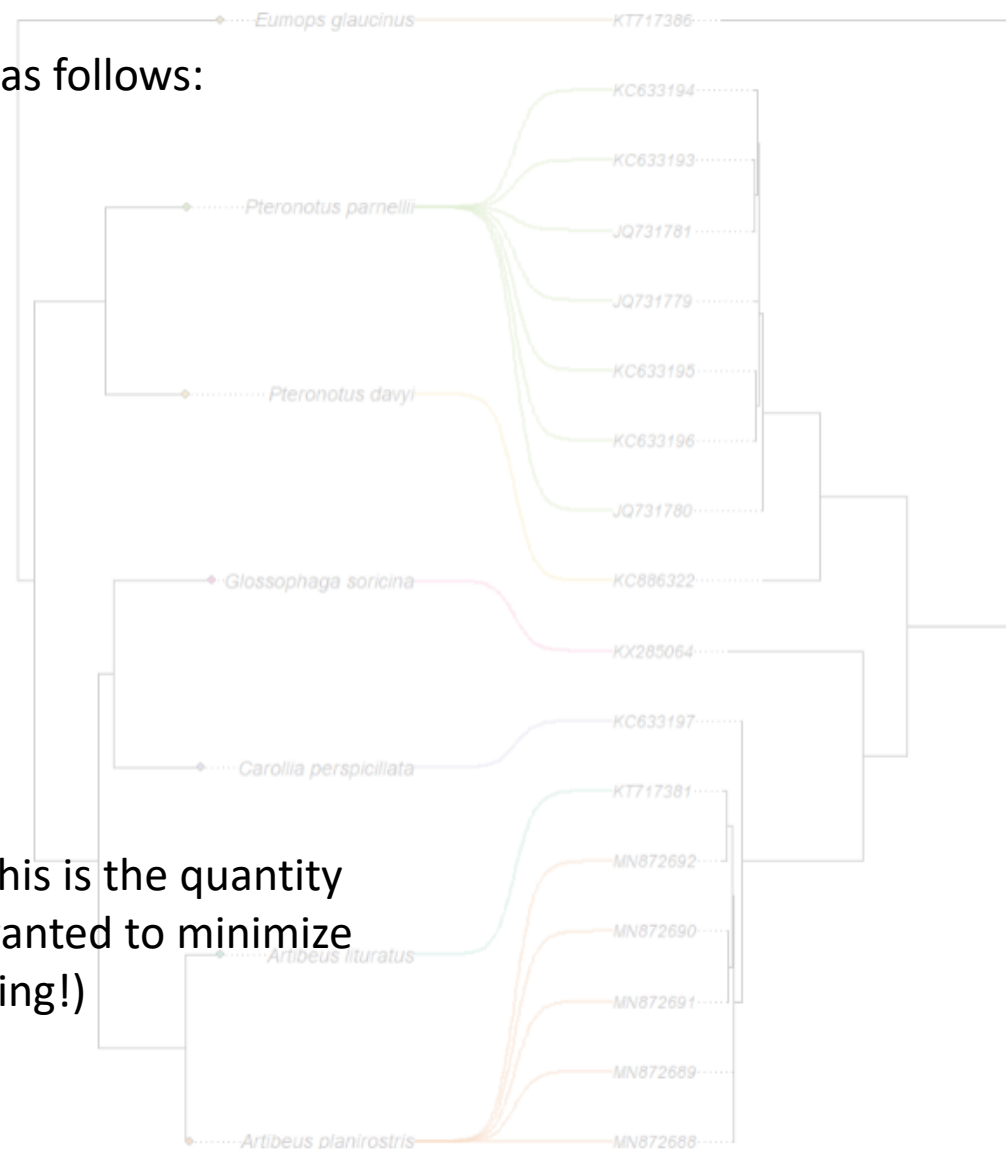 Eumops glaucinus KT717386
as follows:
KC633194
KC633193
Pteronotus parnellii
JQ731781
JQ731779
KC633195
Pteronotus davyi
KC633196
JQ731780
Glossophaga soricina KC886322
KX285064
KC633197
Carollia perspicillata
KT717381
his is the quantity MN872692
anted to minimize MN872690
Artibeus lituratus
ing!) MN872691
MN872689
Artibeus planirostris MN872688